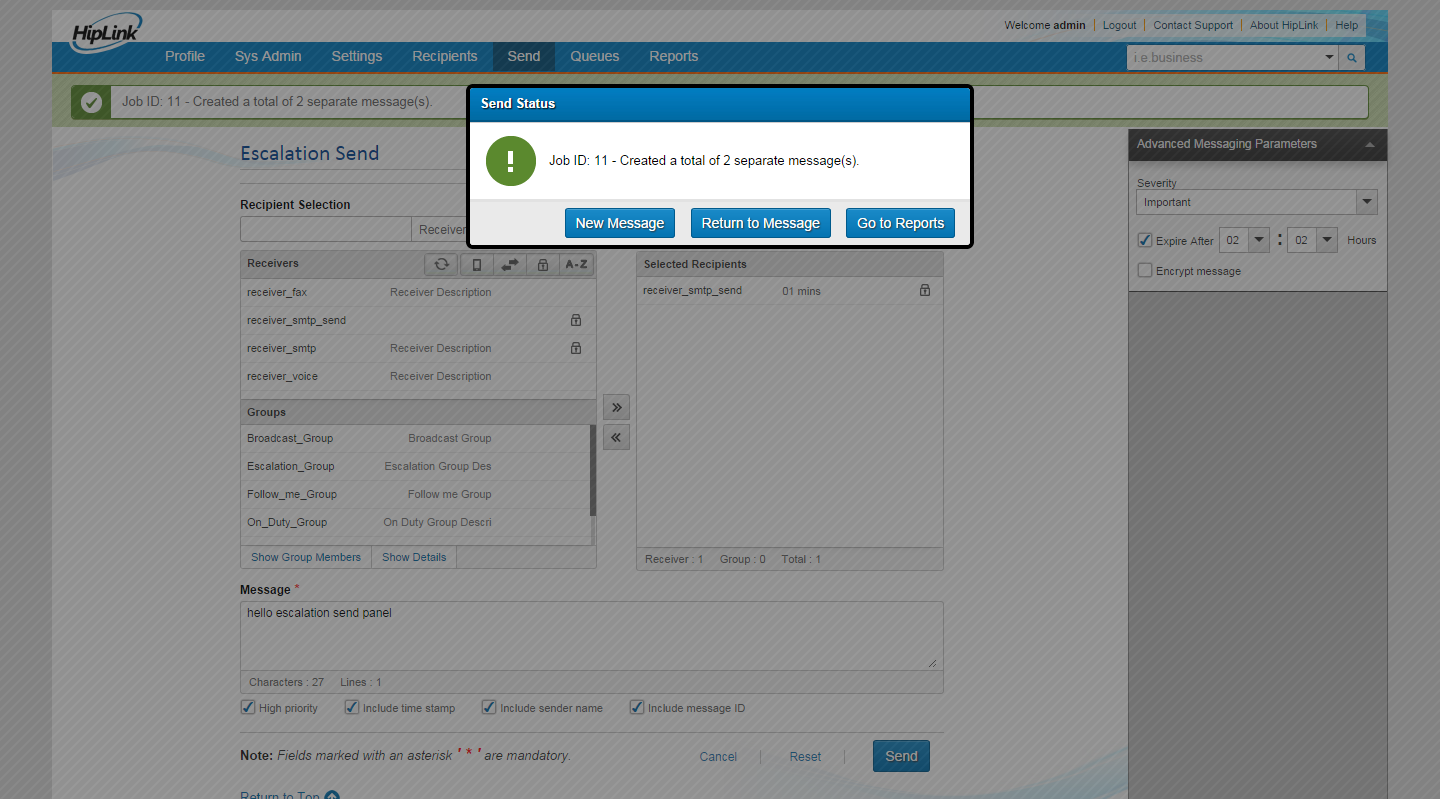 HipLink
Welcome admin Logout Contact Support About HipLink Help
Profile Sys Admin Settings Recipients Send Queues Reports i.e.business
Job ID: 11 - Created a total of 2 separate message(s).
Send Status
Job ID: 11 - Created a total of 2 separate message(s).
New Message Return to Message Go to Reports
Escalation Send
Recipient Selection
Receiver
Receivers A-Z
receiver_fax Receiver Description
receiver_smtp_send
receiver_smtp Receiver Description
receiver_voice Receiver Description
Groups
Broadcast_Group Broadcast Group
Escalation_Group Escalation Group Des
Follow_me_Group Follow me Group
On_Duty_Group On Duty Group Descri
Show Group Members Show Details
Selected Recipients
receiver_smtp_send 01 mins
Receiver : 1 Group : 0 Total : 1
Message *
hello escalation send panel
Characters : 27 Lines : 1
High priority Include time stamp Include sender name Include message ID
Note: Fields marked with an asterisk ' * ' are mandatory.
Cancel Reset Send
Return to Top
Advanced Messaging Parameters
Severity
Important
Expire After 02 : 02 Hours
Encrypt message